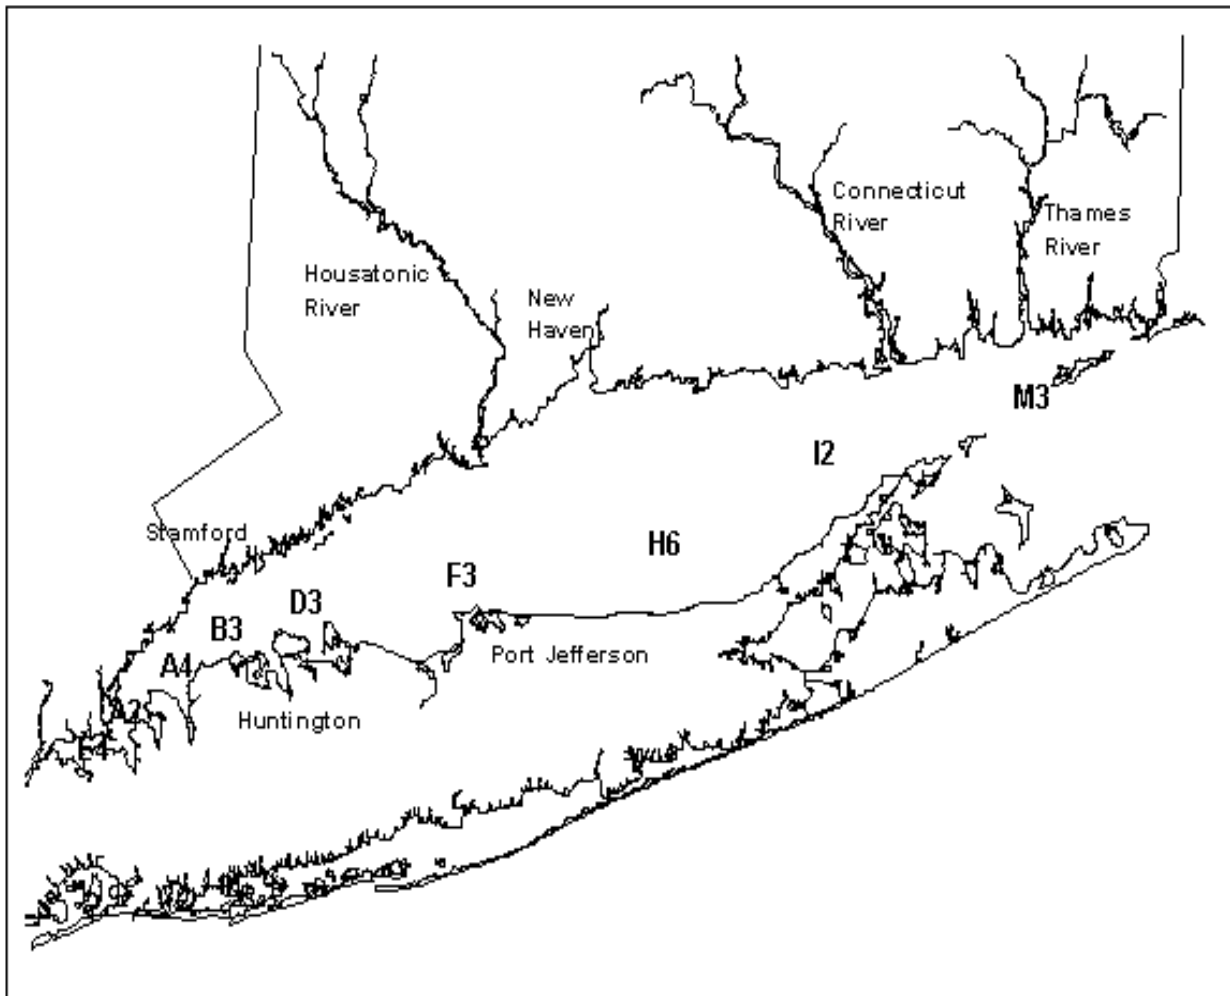 Connecticut
River
Thames
River
Housatonic
River
New
Haven
M3
I2
Stamford
H6
F3
D3
B3
Port Jefferson
A4
Huntington
A2
E4